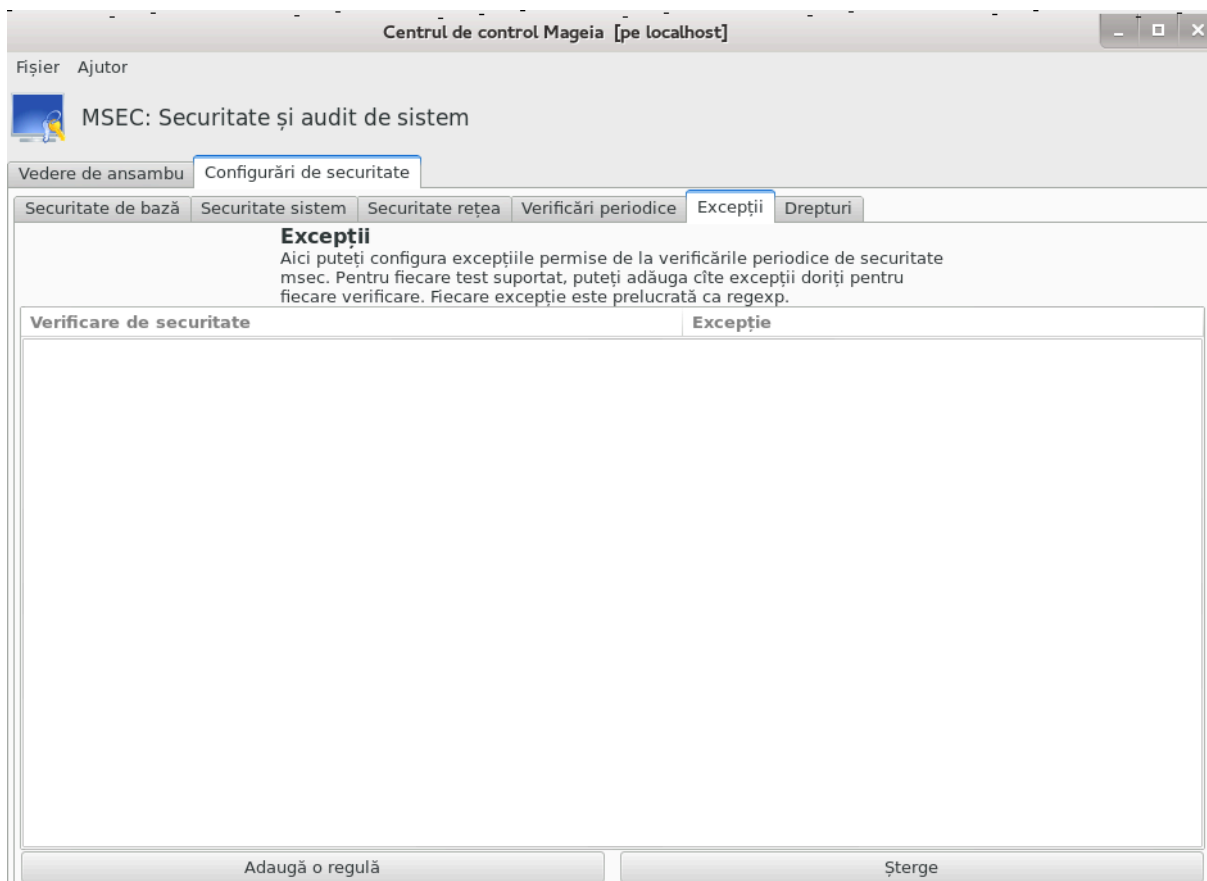 Centrul de control Mageia [pe localhost]
Fișier Ajutor
MSEC: Securitate și audit de sistem
Vedere de ansambu Configurări de securitate
Securitate de bază Securitate sistem Securitate rețea Verificări periodice Excepții Drepturi
Excepții
Aici puteți configura excepțiile permise de la verificările periodice de securitate
msec. Pentru fiecare test suportat, puteți adăuga cîte excepții doriți pentru
fiecare verificare. Fiecare excepție este prelucrată ca regexp.
Verificare de securitate Excepție
Adaugă o regulă Șterge